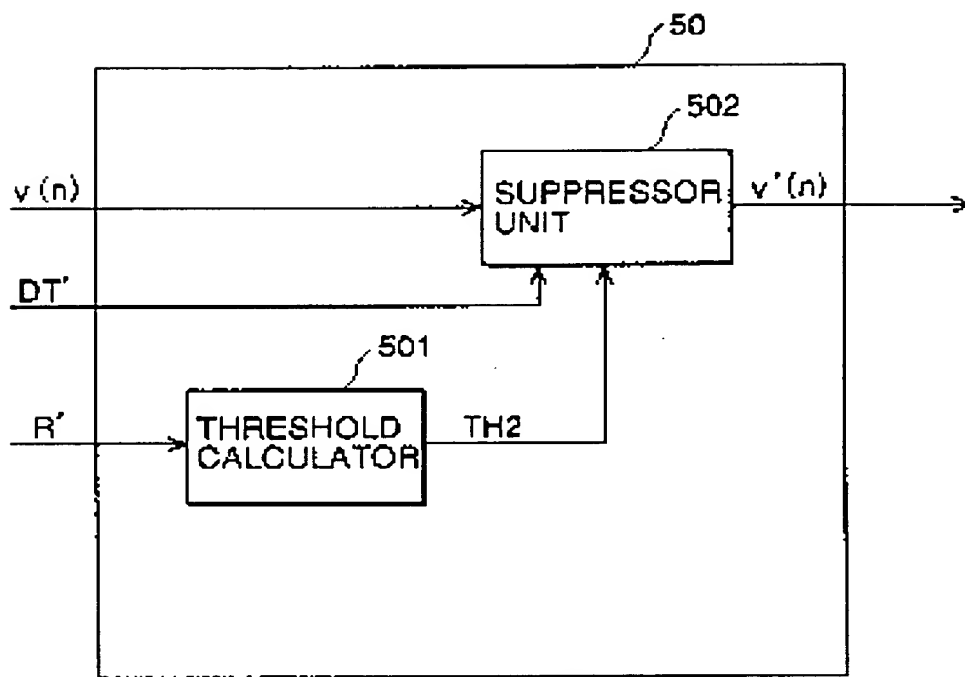 50
502
v(n)
SUPPRESSOR
UNIT
v'(n)
DT'
501
R'
THRESHOLD
CALCULATOR
TH2